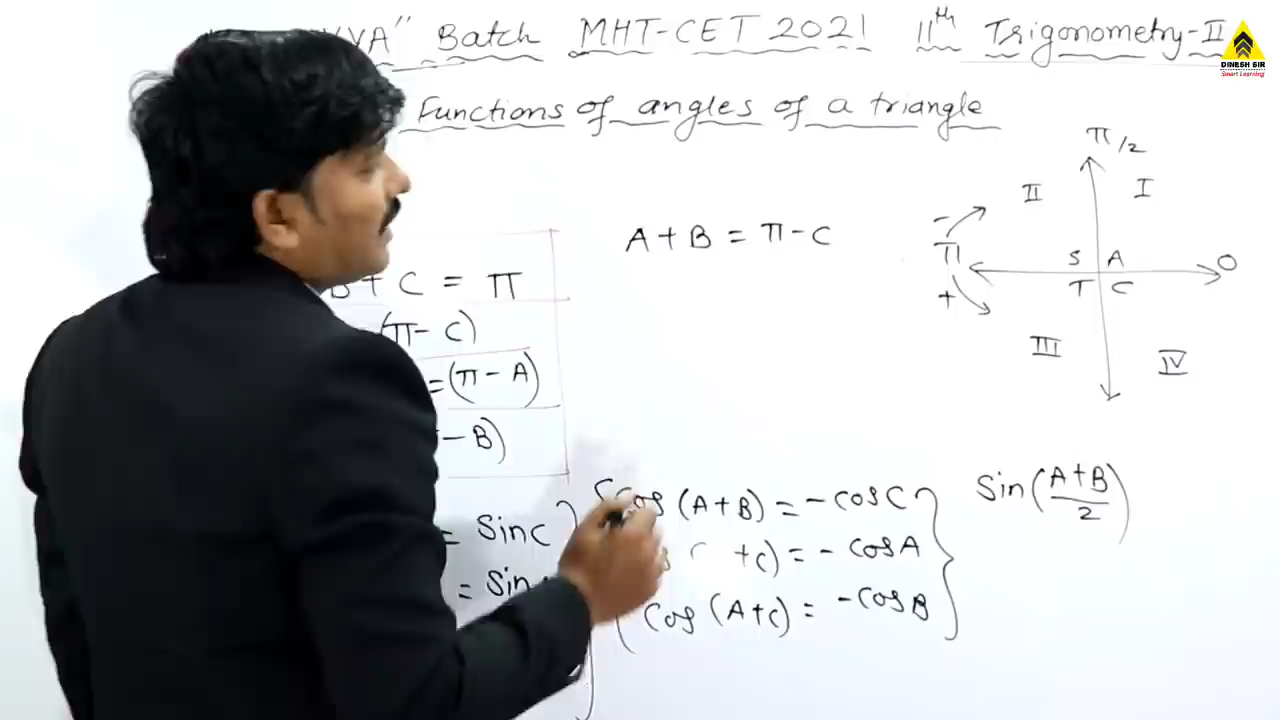 VVA" Batch MHT-CET 2021 11th Trigonometry-II
DINESH SIR
Smart Learning
Functions of angles of a triangle
π/2
II I
A + B = π - C
-
π
+
S A
T C
O
III IV
B + C = π
(π - C)
= (π - A)
- B)
Sin(A+B/2)
= Sinc
= Sin
Cos (A+B) = - cos C
+c) = - cos A
Cos (A+c) = - cos B